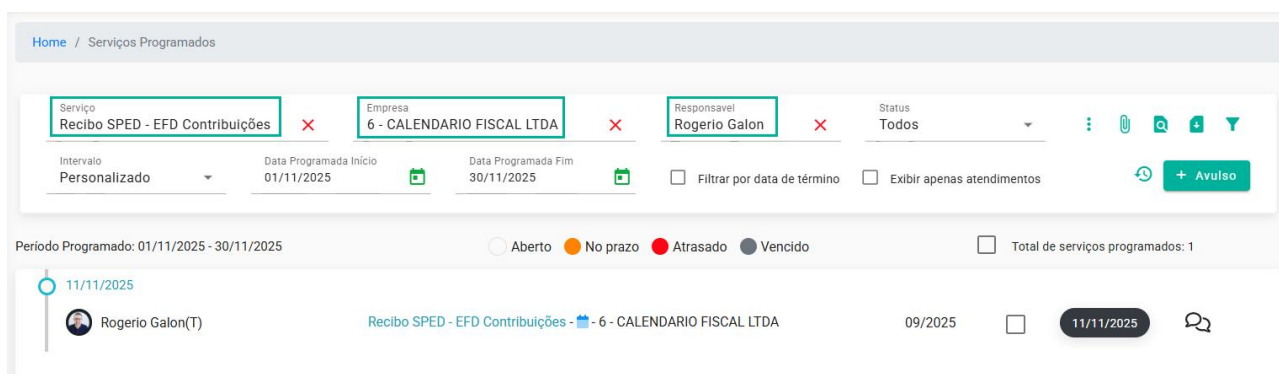 Home / Serviços Programados
Serviço Empresa Responsavel Status
Recibo SPED - EFD Contribuições 6 - CALENDARIO FISCAL LTDA Rogerio Galon Todos
Intervalo Data Programada Início Data Programada Fim
Personalizado 01/11/2025 30/11/2025 Filtrar por data de término Exibir apenas atendimentos + Avulso
Período Programado: 01/11/2025 - 30/11/2025 Aberto No prazo Atrasado Vencido Total de serviços programados: 1
11/11/2025
Rogerio Galon(T) Recibo SPED - EFD Contribuições - - 6 - CALENDARIO FISCAL LTDA 09/2025 11/11/2025